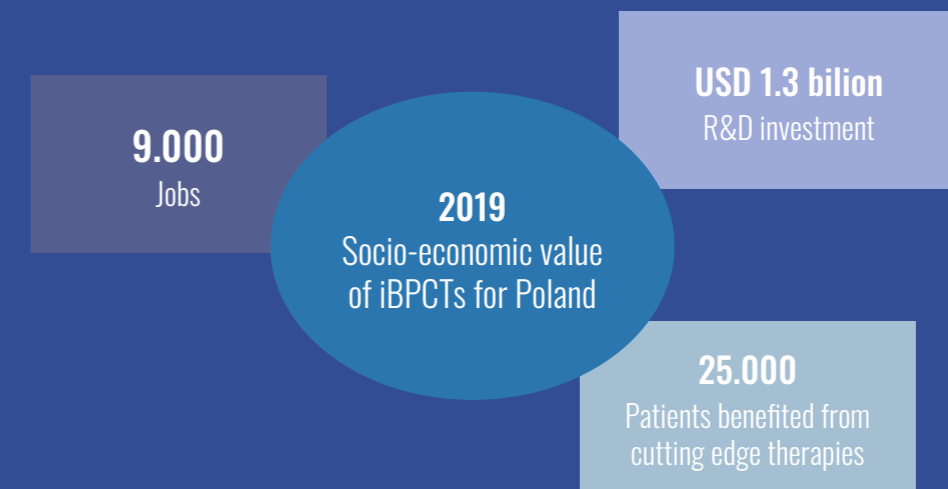 USD 1.3 bilion
R&D investment
9.000
Jobs
2019
Socio-economic value
of iBPCTs for Poland
25.000
Patients benefited from
cutting edge therapies